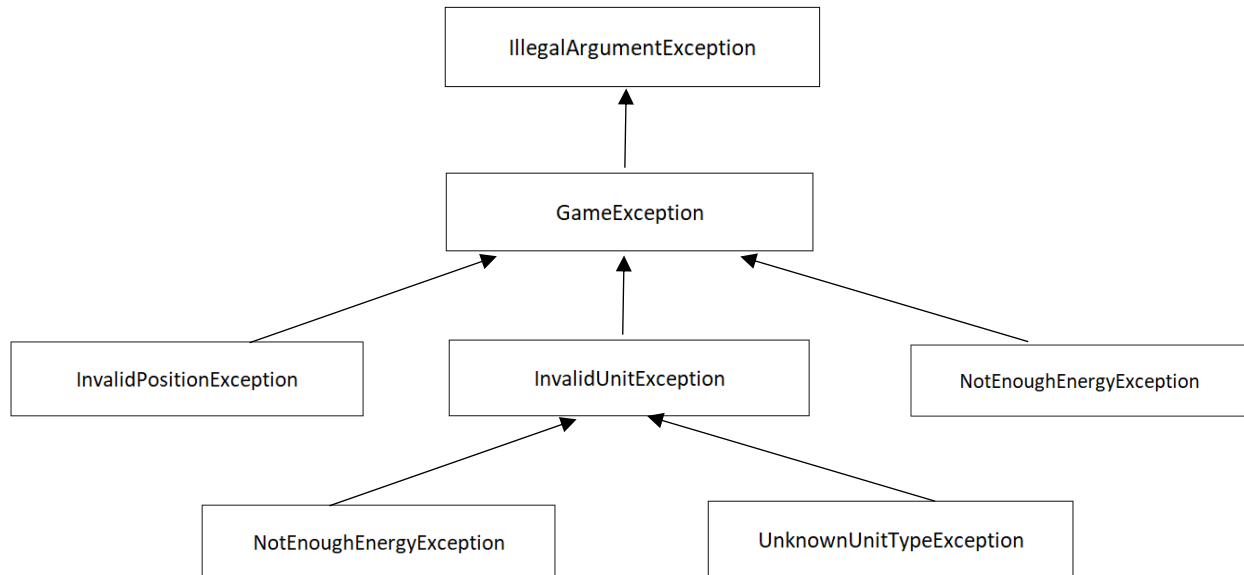 IllegalArgumentException
GameException
InvalidPositionException
InvalidUnitException
NotEnoughEnergyException
NotEnoughEnergyException
UnknownUnitTypeException